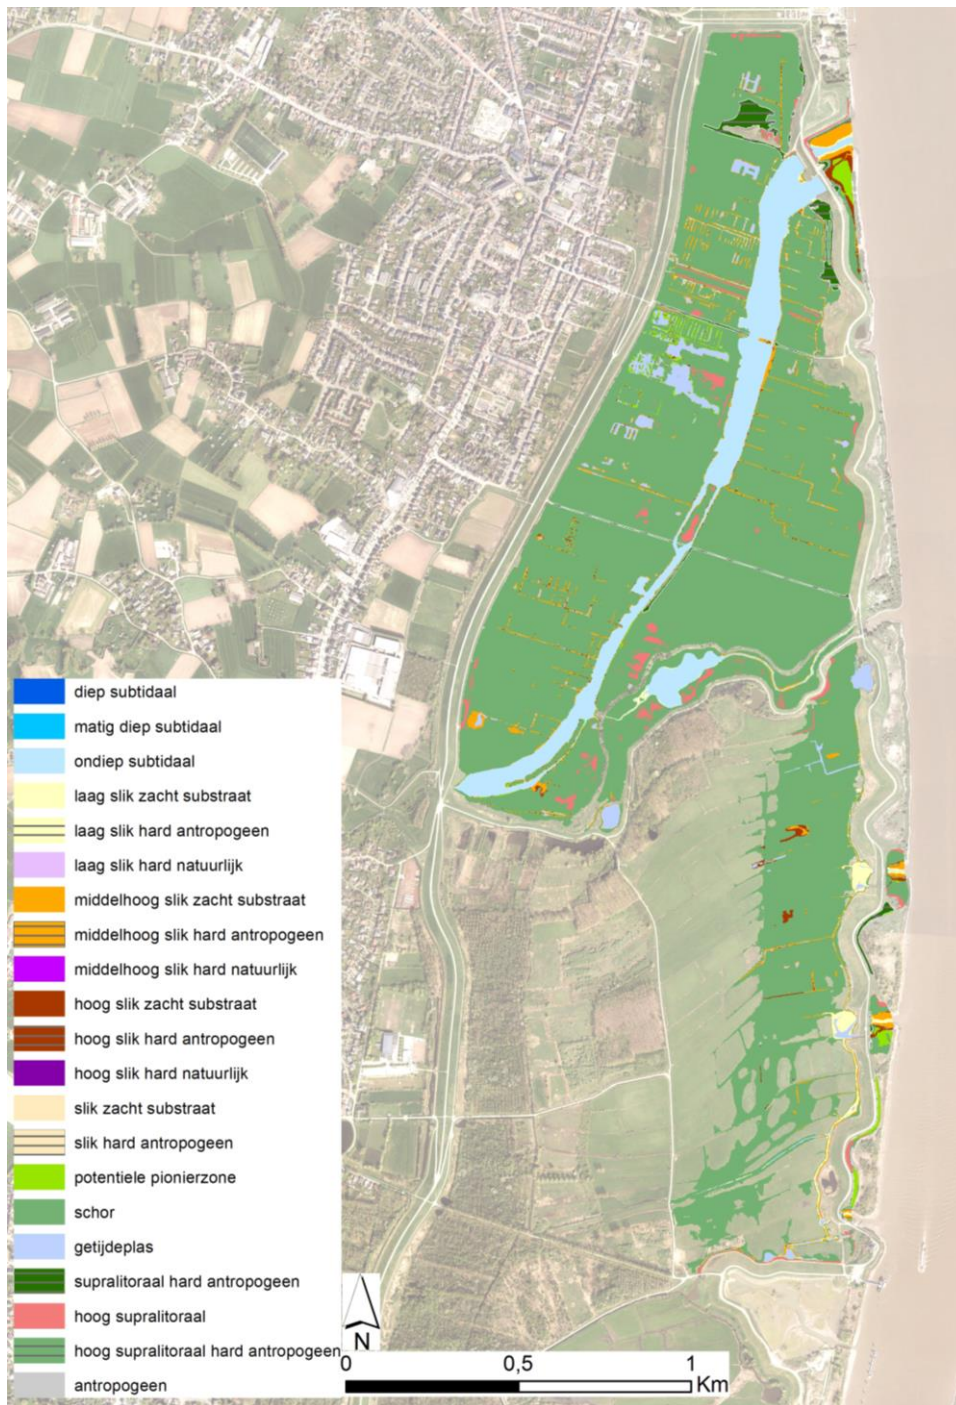 diep subtidaal
matig diep subtidaal
ondiep subtidaal
laag slik zacht substraat
laag slik hard antropogeen
laag slik hard natuurlijk
middelhoog slik zacht substraat
middelhoog slik hard antropogeen
middelhoog slik hard natuurlijk
hoog slik zacht substraat
hoog slik hard antropogeen
hoog slik hard natuurlijk
slik zacht substraat
slik hard antropogeen
potentiele pionierzone
schor
getijdeplas
supralitoraal hard antropogeen
hoog supralitoraal
hoog supralitoraal hard antropogeen
antropogeen
N
0 0,5 1
Km